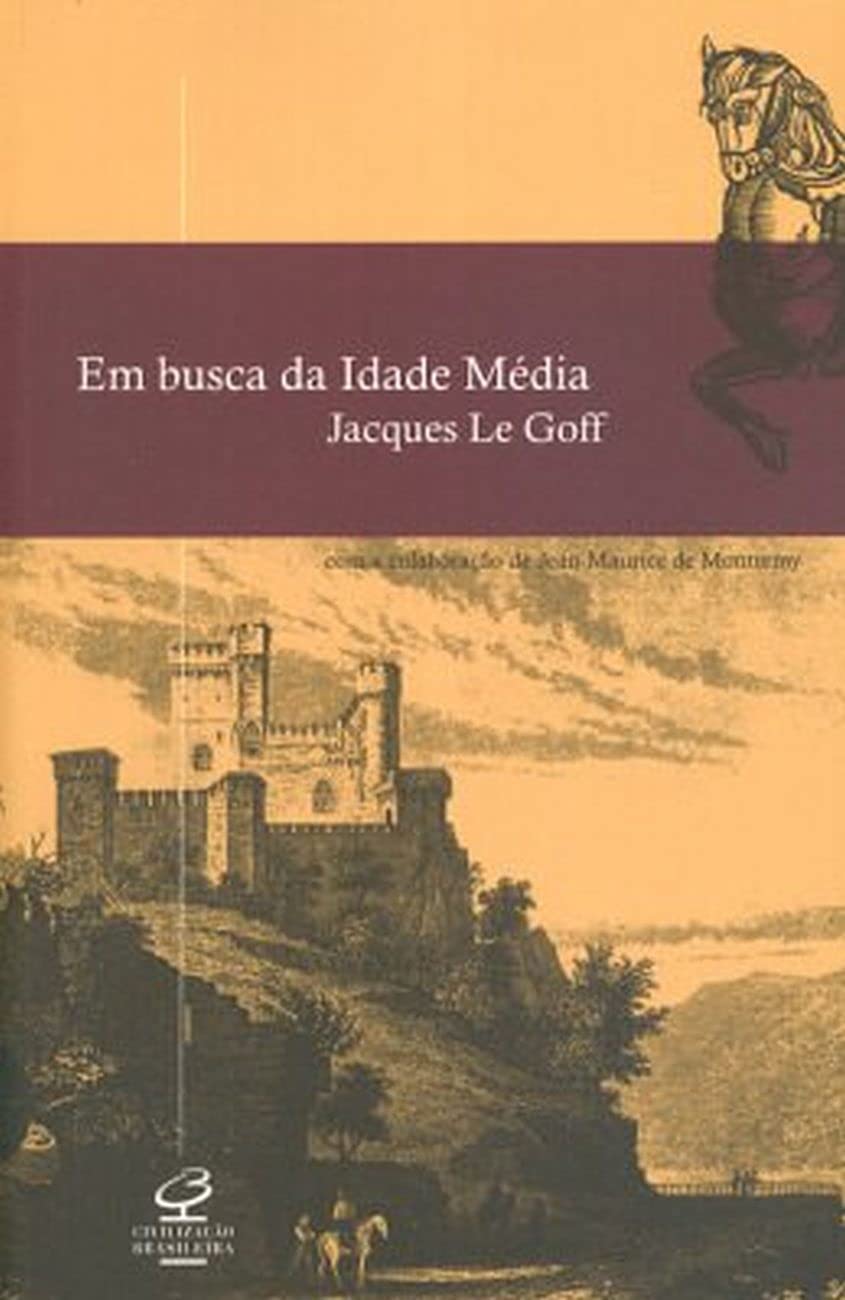 Em busca da Idade Média
Jacques Le Goff
com a colaboração de Jean-Maurice de Montremy
CIVILIZAÇÃO
BRASILEIRA